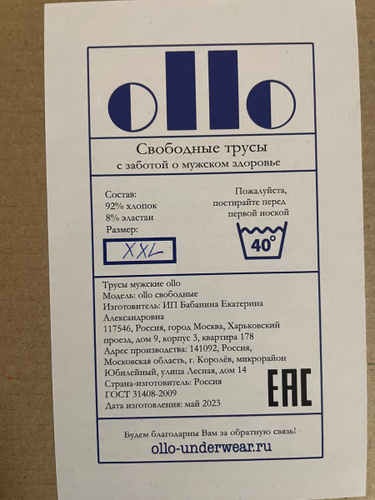 ollo
Свободные трусы
с заботой о мужском здоровье
Состав:
92% хлопок
8% эластан
Размер:
XXL
Пожалуйста,
постирайте перед
первой ноской
40°
Трусы мужские ollo
Модель: ollo свободные
Изготовитель: ИП Бабанина Екатерина
Александровна
117546, Россия, город Москва, Харьковский
проезд, дом 9, корпус 3, квартира 178
Адрес производства: 141092, Россия,
Московская область, г. Королёв, микрорайон
Юбилейный, улица Лесная, дом 14
Страна-изготовитель: Россия
ГОСТ 31408-2009
Дата изготовления: май 2023
EAC
Будем благодарны Вам за обратную связь!
ollo-underwear.ru